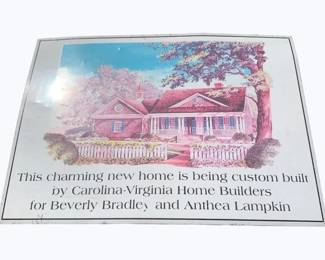 This charming new home is being custom built
by Carolina-Virginia Home Builders
for Beverly Bradley and Anthea Lampkin